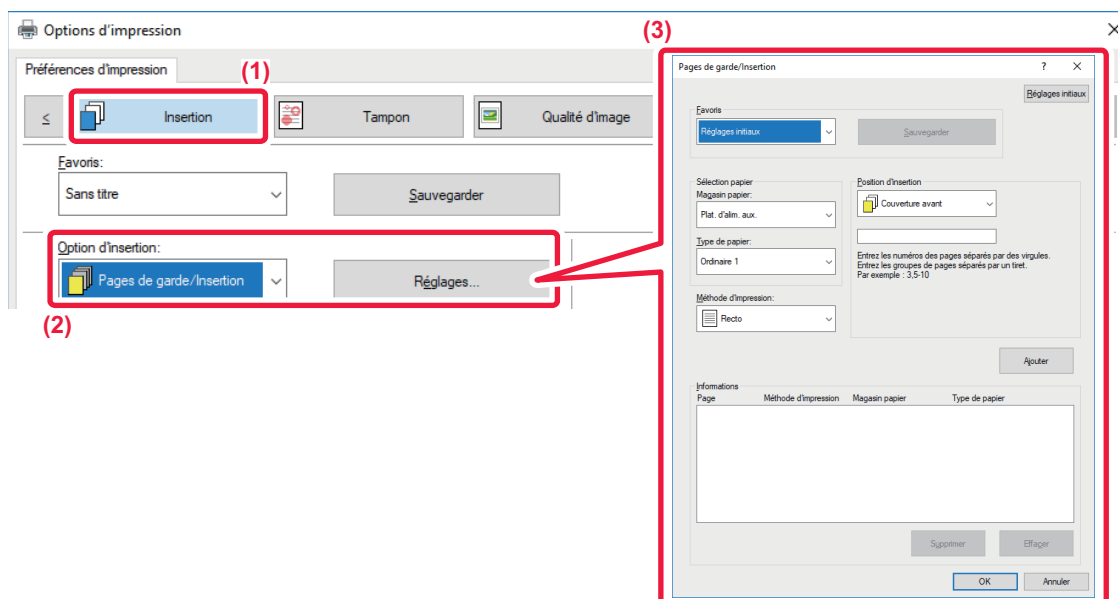 Options d'impression
(3)
Préférences d'impression
(1)
≤
Insertion
Tampon
Qualité d'image
Favoris:
Sans titre
Sauvegarder
Option d'insertion:
Pages de garde/Insertion
Réglages...
(2)
Pages de garde/Insertion
?
Réglages initiaux
Favoris
Réglages initiaux
Sauvegarder
Sélection papier
Magasin papier:
Plat. d'alim. aux.
Type de papier:
Ordinaire 1
Méthode d'impression:
Recto
Position d'insertion
Couverture avant
Entrez les numéros des pages séparés par des virgules.
Entrez les groupes de pages séparés par un tiret.
Par exemple : 3,5-10
Ajouter
Informations
Page Méthode d'impression Magasin papier Type de papier
Supprimer Effaçer
OK Annuler